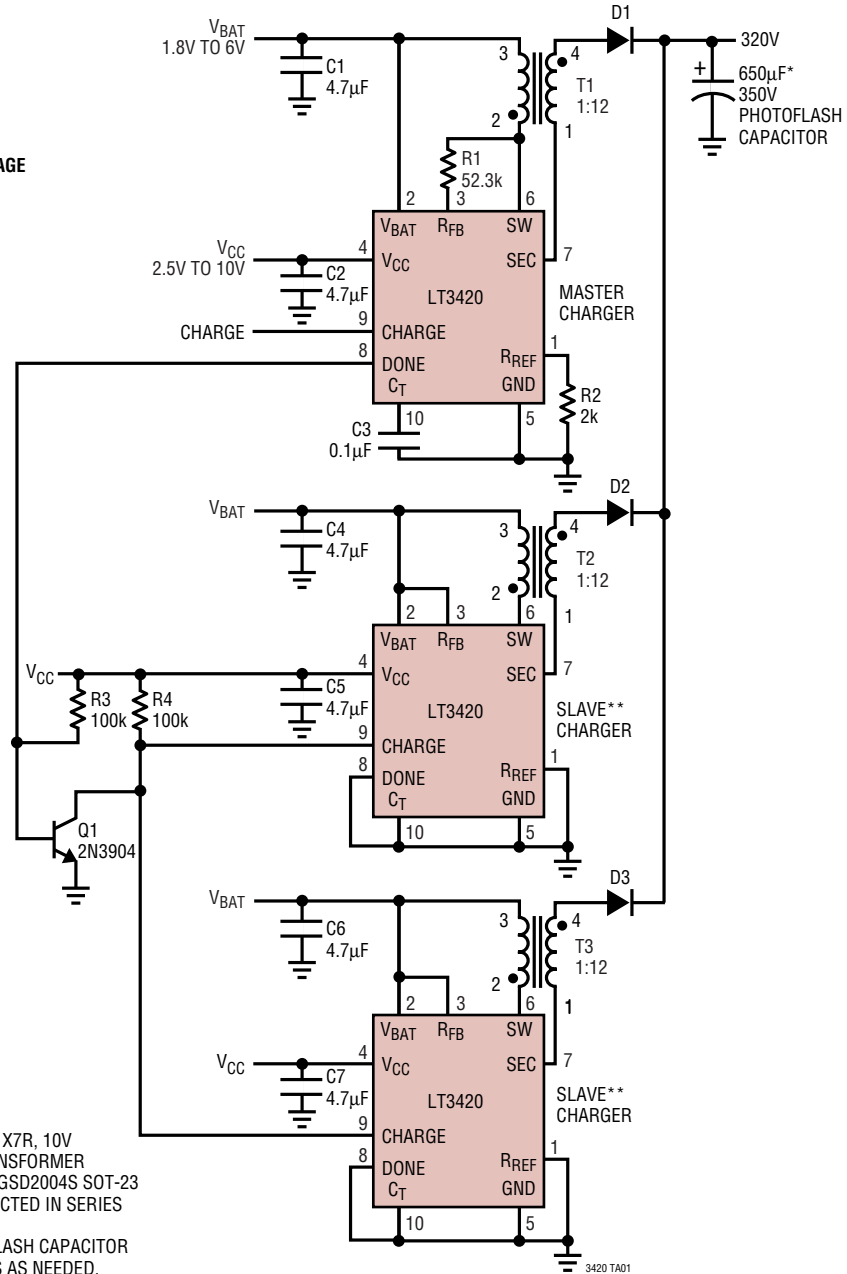 D1
VBAT
1.8V TO 6V
C1
4.7µF
3
4
T1
1:12
2
1
320V
+
650µF*
350V
PHOTOFLASH
CAPACITOR
R1
52.3k
2
3
6
VBAT
RFB
SW
VCC
2.5V TO 10V
4
VCC
SEC
7
C2
4.7µF
LT3420
MASTER
CHARGER
CHARGE
9
CHARGE
8
DONE
RREF
1
CT
GND
R2
2k
10
5
C3
0.1µF
D2
VBAT
C4
4.7µF
3
4
T2
1:12
2
1
2
3
6
VBAT
RFB
SW
VCC
4
VCC
SEC
7
R3
100k
R4
100k
C5
4.7µF
LT3420
SLAVE**
CHARGER
9
CHARGE
8
DONE
RREF
1
CT
GND
10
5
Q1
2N3904
D3
VBAT
C6
4.7µF
3
4
T3
1:12
2
1
2
3
6
VBAT
RFB
SW
VCC
4
VCC
SEC
7
C7
4.7µF
LT3420
SLAVE**
CHARGER
9
CHARGE
8
DONE
RREF
1
CT
GND
10
5
X7R, 10V
GSD2004S SOT-23
IN SERIES
CAPACITOR
AS NEEDED.
3420 TA01